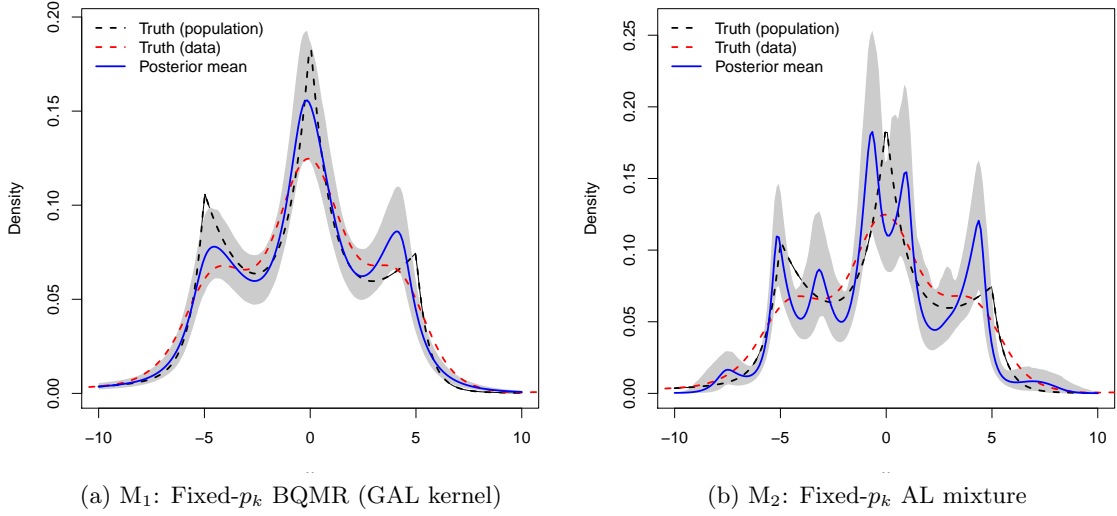 0.20
0.15
0.10
0.05
0.00
Density
Truth (population)
Truth (data)
Posterior mean
−10
−5
0
5
10
(a) M₁: Fixed-pₖ BQMR (GAL kernel)
0.25
0.20
0.15
0.10
0.05
0.00
Density
Truth (population)
Truth (data)
Posterior mean
−10
−5
0
5
10
(b) M₂: Fixed-pₖ AL mixture